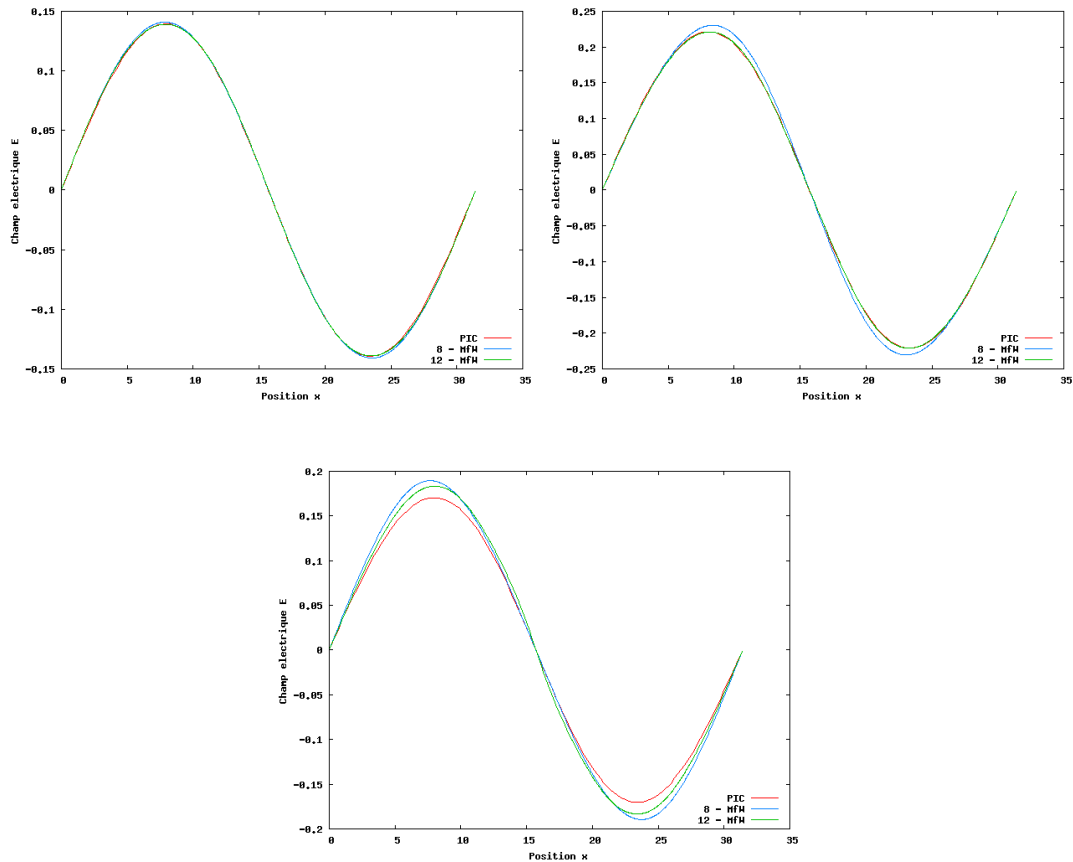 0.15
0.1
0.05
0
-0.05
-0.1
-0.15
Champ electrique E
PIC
8 - MfW
12 - MfW
0 5 10 15 20 25 30 35
Position x
0.25
0.2
0.15
0.1
0.05
0
-0.05
-0.1
-0.15
-0.2
-0.25
Champ electrique E
PIC
8 - MfW
12 - MfW
0 5 10 15 20 25 30 35
Position x
0.2
0.15
0.1
0.05
0
-0.05
-0.1
-0.15
-0.2
Champ electrique E
PIC
8 - MfW
12 - MfW
0 5 10 15 20 25 30 35
Position x